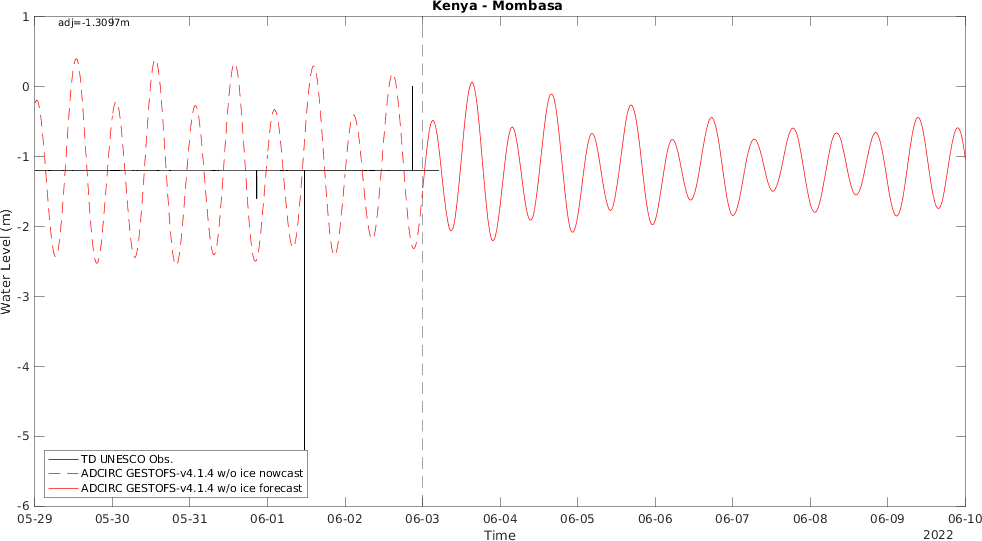 Kenya - Mombasa
adj=-1.3097m
1
0
-1
-2
-3
-4
-5
-6
Water Level (m)
TD UNESCO Obs.
ADCIRC GESTOFS-v4.1.4 w/o ice nowcast
ADCIRC GESTOFS-v4.1.4 w/o ice forecast
05-29 05-30 05-31 06-01 06-02 06-03 06-04 06-05 06-06 06-07 06-08 06-09 06-10
Time
2022